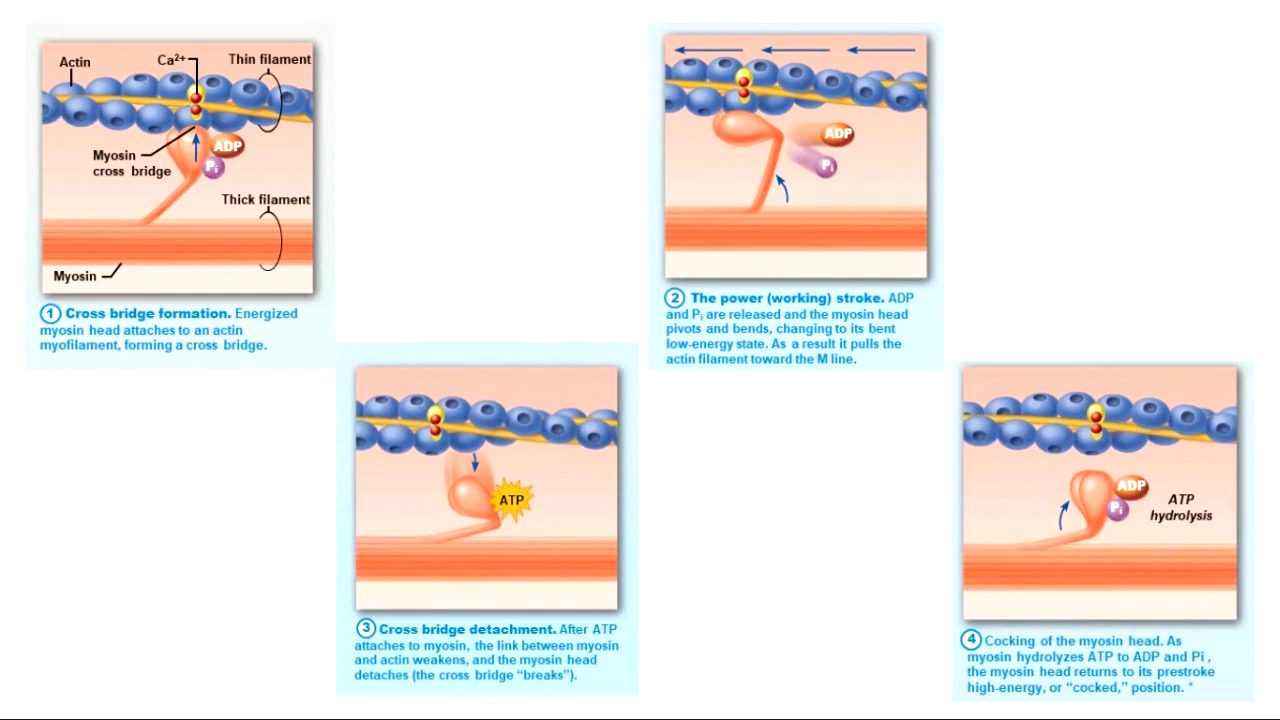 Actin
Ca2+
Thin filament
Myosin
cross bridge
ADP
Pi
Thick filament
Myosin
1 Cross bridge formation. Energized
myosin head attaches to an actin
myofilament, forming a cross bridge.
ADP
Pi
2 The power (working) stroke. ADP
and Pi are released and the myosin head
pivots and bends, changing to its bent
low-energy state. As a result it pulls the
actin filament toward the M line.
ATP
3 Cross bridge detachment. After ATP
attaches to myosin, the link between myosin
and actin weakens, and the myosin head
detaches (the cross bridge “breaks”).
ADP
Pi
ATP
hydrolysis
4 Cocking of the myosin head. As
myosin hydrolyzes ATP to ADP and Pi ,
the myosin head returns to its prestroke
high-energy, or “cocked,” position. *